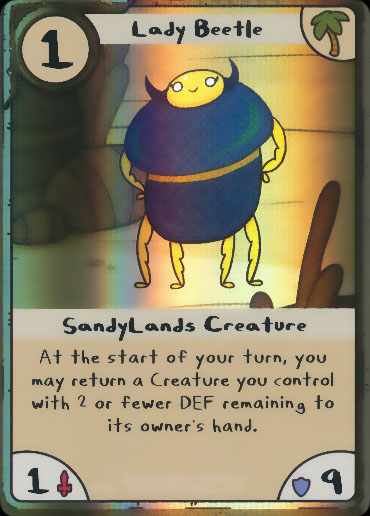 1
Lady Beetle
SandyLands Creature
At the start of your turn, you
may return a Creature you control
with 2 or fewer DEF remaining to
its owner's hand.
1
9